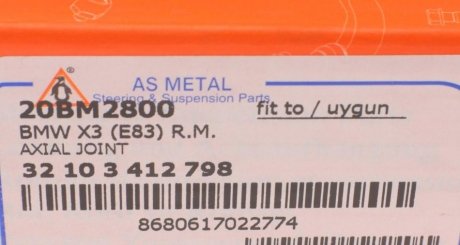 AS METAL
Steering & Suspension Parts
20BM2800 fit to / uygun
BMW X3 (E83) R.M.
AXIAL JOINT
32 10 3 412 798
8680617022774